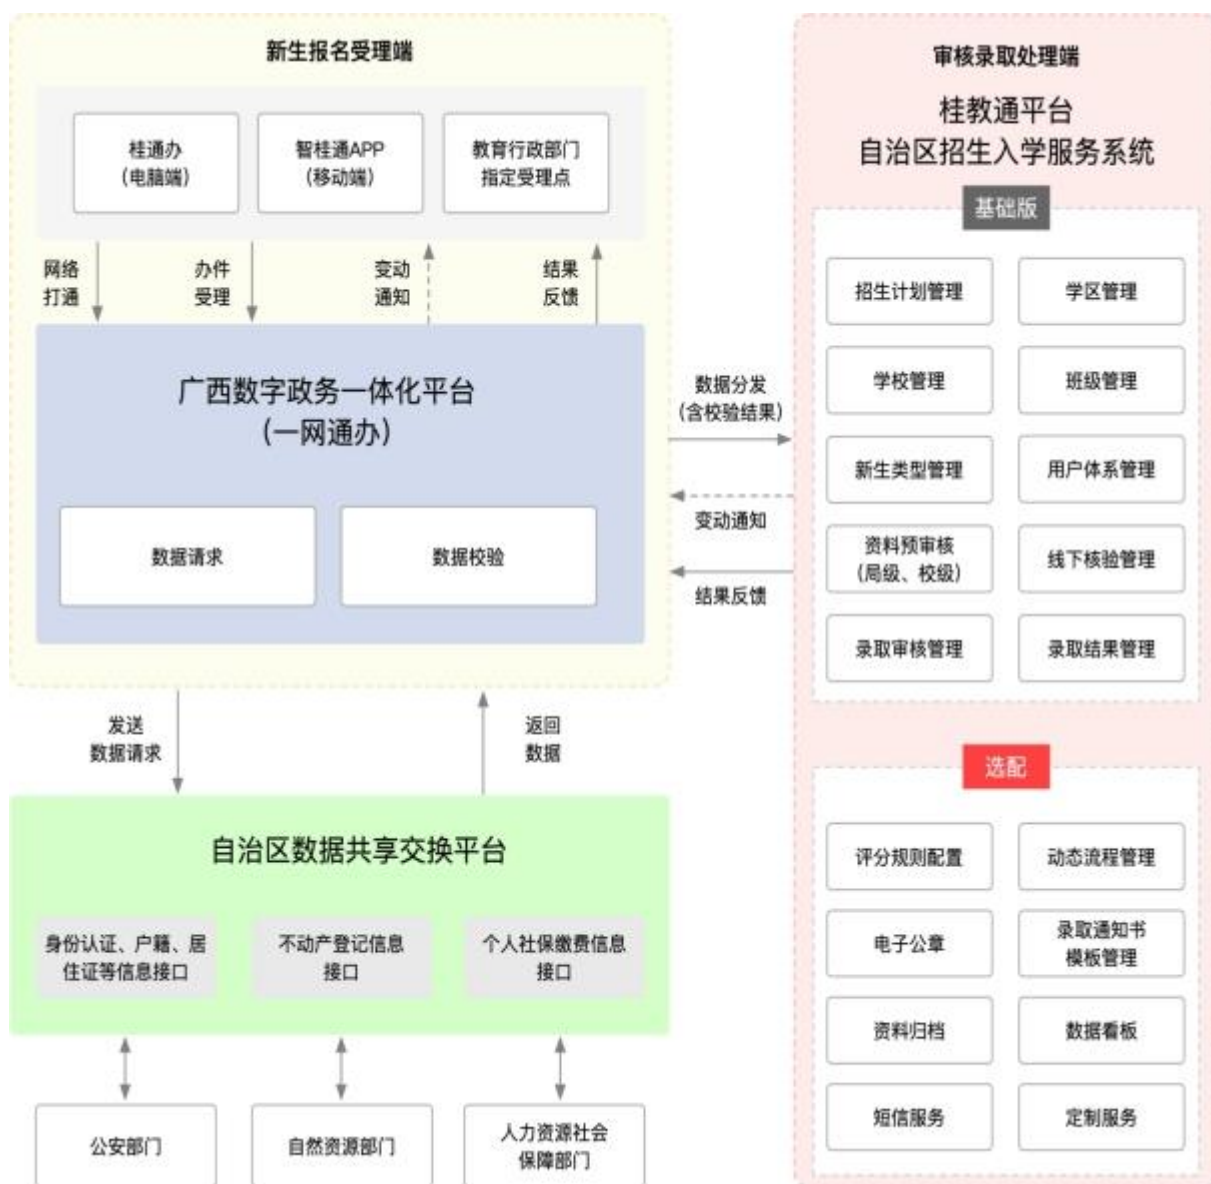 新生报名受理端
桂通办
（电脑端）
智桂通APP
（移动端）
教育行政部门
指定受理点
网络
打通
办件
受理
变动
通知
结果
反馈
广西数字政务一体化平台
（一网通办）
数据请求
数据校验
数据分发
（含校验结果）
变动通知
结果反馈
发送
数据请求
返回
数据
自治区数据共享交换平台
身份认证、户籍、居
住证等信息接口
不动产登记信息
接口
个人社保缴费信息
接口
公安部门
自然资源部门
人力资源社会
保障部门
审核录取处理端
桂教通平台
自治区招生入学服务系统
基础版
招生计划管理
学区管理
学校管理
班级管理
新生类型管理
用户体系管理
资料预审核
（局级、校级）
线下核验管理
录取审核管理
录取结果管理
选配
评分规则配置
动态流程管理
电子公章
录取通知书
模板管理
资料归档
数据看板
短信服务
定制服务